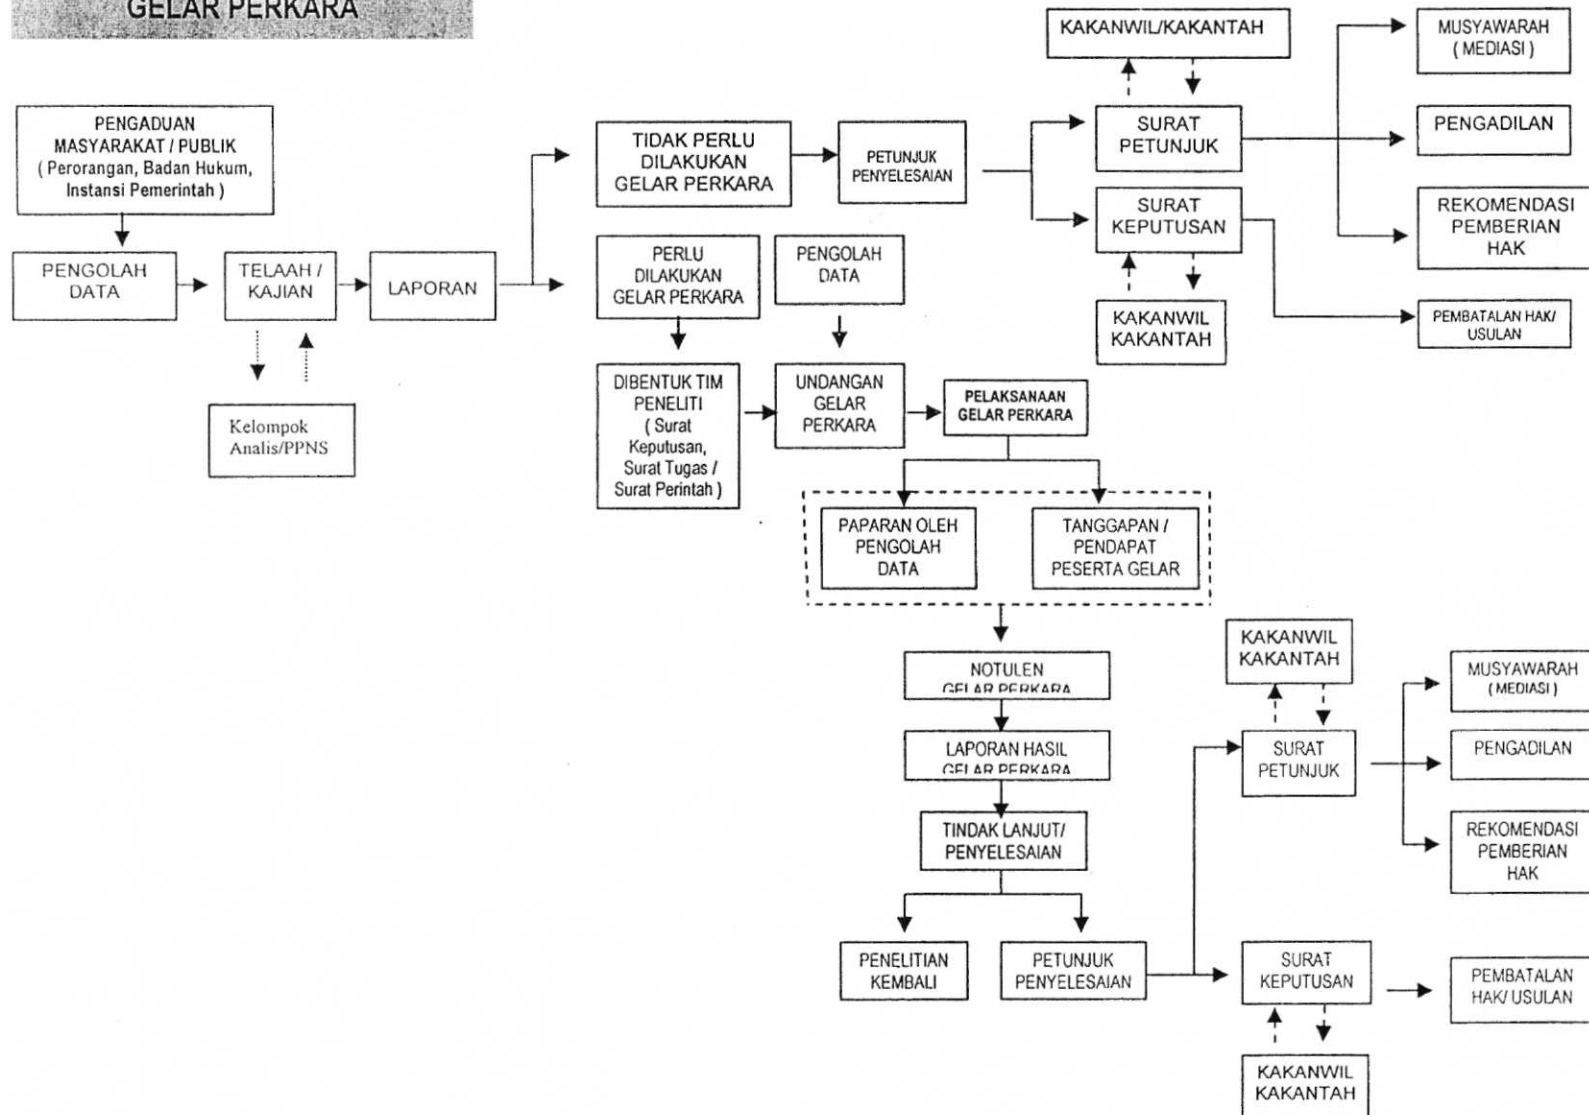 GELAR PERKARA
PENGADUAN
MASYARAKAT / PUBLIK
( Perorangan, Badan Hukum,
Instansi Pemerintah )
PENGOLAH
DATA
TELAAH /
KAJIAN
LAPORAN
Kelompok
Analis/PPNS
TIDAK PERLU
DILAKUKAN
GELAR PERKARA
PETUNJUK
PENYELESAIAN
KAKANWIL/KAKANTAH
SURAT
PETUNJUK
SURAT
KEPUTUSAN
KAKANWIL
KAKANTAH
MUSYAWARAH
( MEDIASI )
PENGADILAN
REKOMENDASI
PEMBERIAN
HAK
PEMBATALAN HAK/
USULAN
PERLU
DILAKUKAN
GELAR PERKARA
PENGOLAH
DATA
DIBENTUK TIM
PENELITI
( Surat
Keputusan,
Surat Tugas /
Surat Perintah )
UNDANGAN
GELAR
PERKARA
PELAKSANAAN
GELAR PERKARA
PAPARAN OLEH
PENGOLAH
DATA
TANGGAPAN /
PENDAPAT
PESERTA GELAR
NOTULEN
GELAR PERKARA
LAPORAN HASIL
GELAR PERKARA
TINDAK LANJUT/
PENYELESAIAN
PENELITIAN
KEMBALI
PETUNJUK
PENYELESAIAN
KAKANWIL
KAKANTAH
SURAT
PETUNJUK
MUSYAWARAH
( MEDIASI )
PENGADILAN
REKOMENDASI
PEMBERIAN
HAK
SURAT
KEPUTUSAN
PEMBATALAN
HAK/ USULAN
KAKANWIL
KAKANTAH